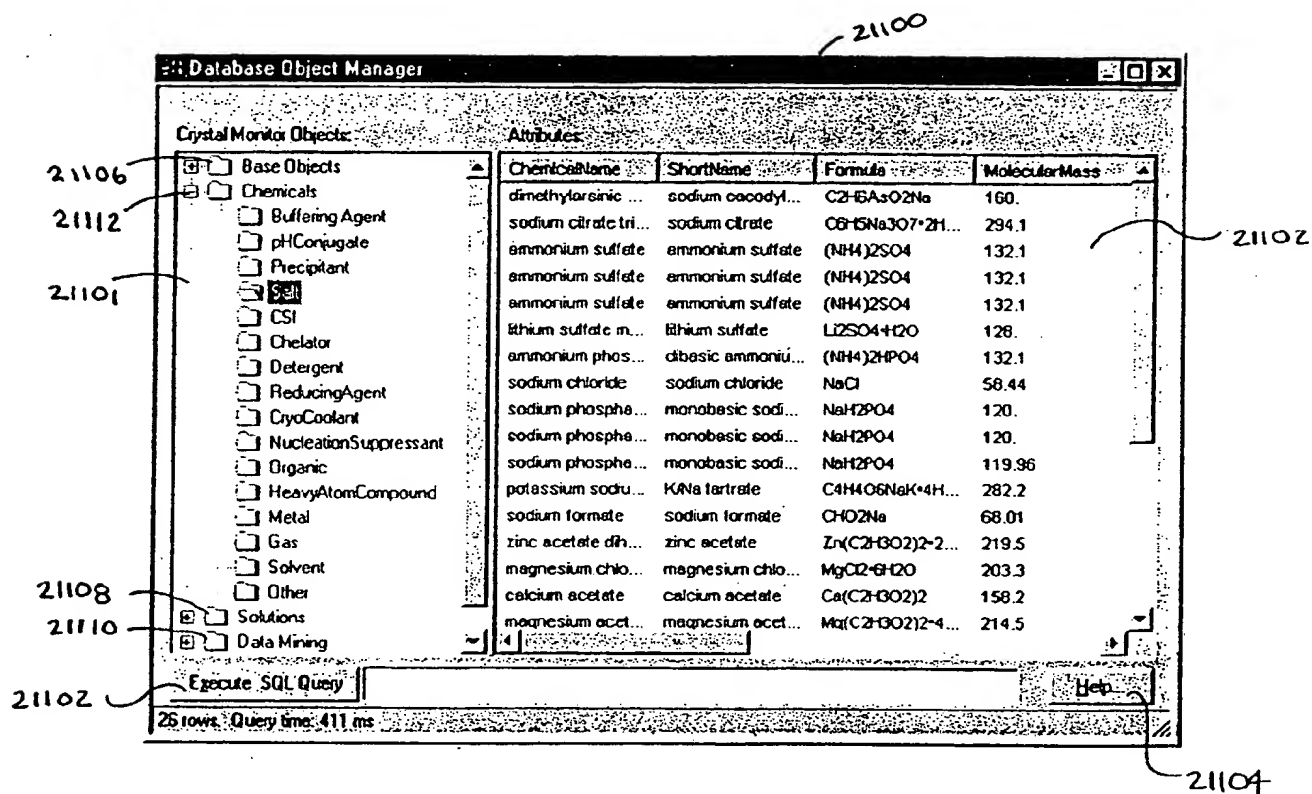 21100
Database Object Manager
Crystal Monitor Objects:
Attributes:
21106
Base Objects
21112
Chemicals
Buffering Agent
pHConjugate
Precipitant
21101
Salt
CSI
Chelator
Detergent
ReducingAgent
CryoCoolant
NucleationSuppressant
Organic
HeavyAtomCompound
Metal
Gas
Solvent
Other
21108
Solutions
21110
Data Mining
ChemicalName ShortName Formula MolecularMass
dimethylarsinic ... sodium cacodyl... C2H6AsO2Na 160.
sodium citrate tri... sodium citrate C6H5Na3O7•2H... 294.1
ammonium sulfate ammonium sulfate (NH4)2SO4 132.1
ammonium sulfate ammonium sulfate (NH4)2SO4 132.1
ammonium sulfate ammonium sulfate (NH4)2SO4 132.1
lithium sulfate m... lithium sulfate Li2SO4•H2O 128.
ammonium phos... dibasic ammoniu... (NH4)2HPO4 132.1
sodium chloride sodium chloride NaCl 58.44
sodium phospha... monobasic sodi... NaH2PO4 120.
sodium phospha... monobasic sodi... NaH2PO4 120.
sodium phospha... monobasic sodi... NaH2PO4 119.96
potassium sodiu... K/Na tartrate C4H4O6NaK•4H... 282.2
sodium formate sodium formate CHO2Na 68.01
zinc acetate dih... zinc acetate Zn(C2H3O2)2•2... 219.5
magnesium chlo... magnesium chlo... MgCl2•6H2O 203.3
calcium acetate calcium acetate Ca(C2H3O2)2 158.2
magnesium acet... magnesium acet... Mg(C2H3O2)2•4... 214.5
21102
21102
Execute SQL Query
Help
21104
26 rows. Query time: 411 ms